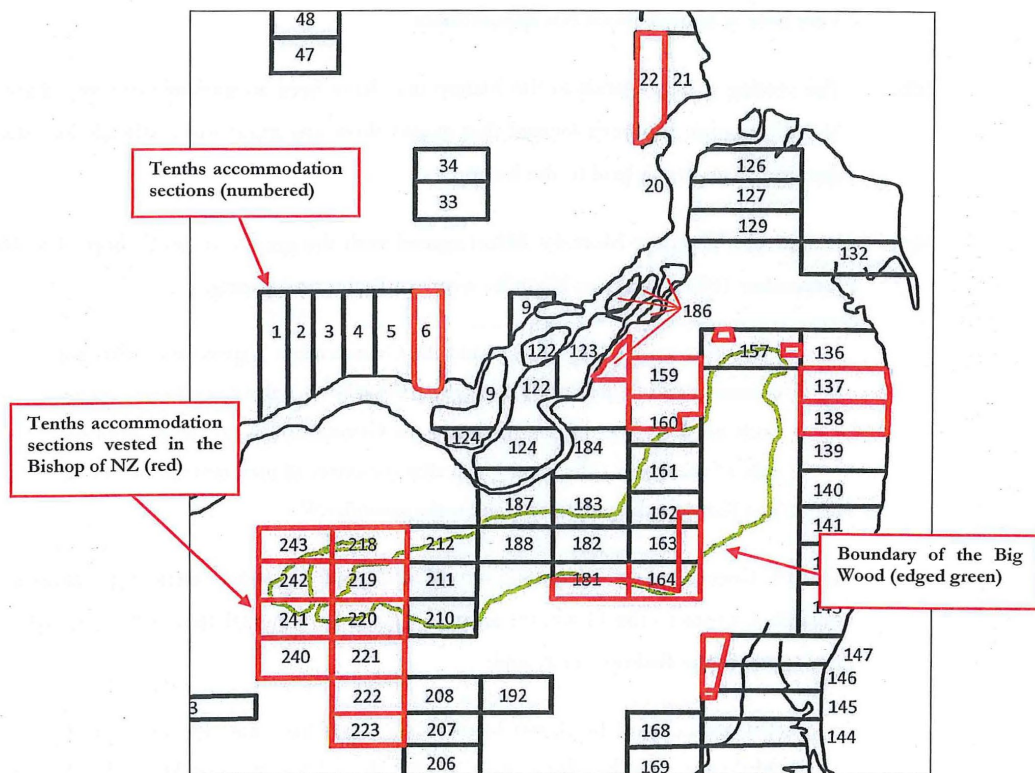 48
47
22 21
Tenths accommodation
sections (numbered)
34
33
20
126
127
129
132
1 2 3 4 5 6
9
186
122 123
157 136
159
9 122
137
160 138
Tenths accommodation
sections vested in the
Bishop of NZ (red)
124 124 184
139
161
140
187 183 162
141
243 218 212 188 182 163
Boundary of the Big
Wood (edged green)
242 219 211 181 164
241 220 210
240 221
147
146
222 208 192
145
223 207 168 144
206 169